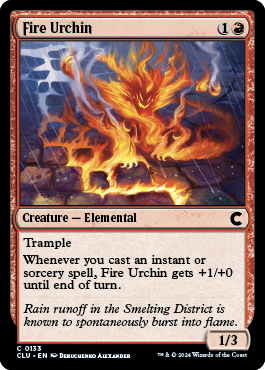 Fire Urchin 1
Creature — Elemental
Trample
Whenever you cast an instant or
sorcery spell, Fire Urchin gets +1/+0
until end of turn.
Rain runoff in the Smelting District is
known to spontaneously burst into flame.
1/3
C 0133
CLU • EN Deruchenko Alexander
™ & © 2024 Wizards of the Coast